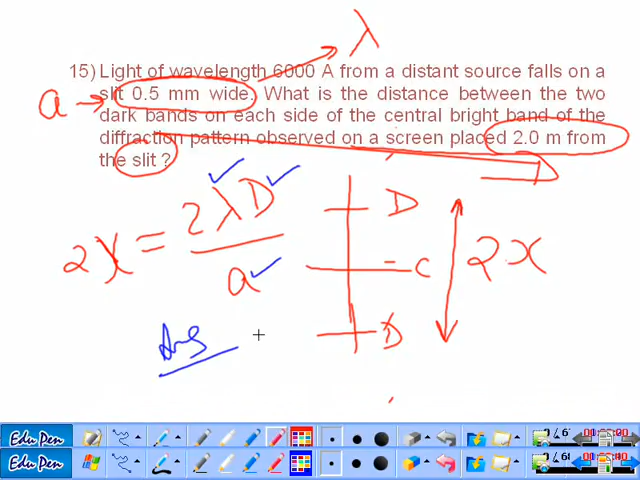 λ
15) Light of wavelength 6000 A from a distant source falls on a
slit 0.5 mm wide. What is the distance between the two
a
dark bands on each side of the central bright band of the
diffraction pattern observed on a screen placed 2.0 m from
the slit ?
D
2x = 2λD
a
D
C
D
2x
Ans
Edu Pen
Edu Pen